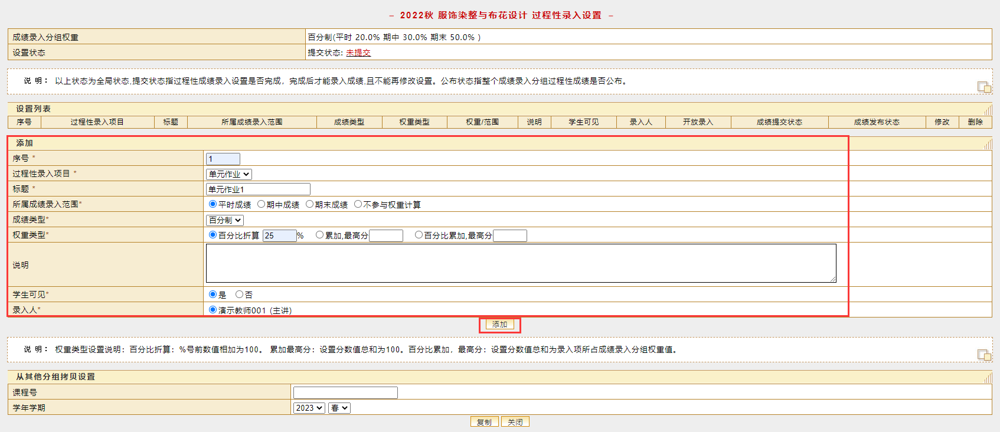 – 2022秋 服饰染整与布花设计 过程性录入设置 –
成绩录入分组权重 百分制(平时 20.0% 期中 30.0% 期末 50.0% )
设置状态 提交状态: 未提交
说 明： 以上状态为全局状态,提交状态指过程性成绩录入设置是否完成，完成后才能录入成绩,且不能再修改设置。公布状态指整个成绩录入分组过程性成绩是否公布。
设置列表
序号 过程性录入项目 标题 所属成绩录入范围 成绩类型 权重类型 权重/范围 说明 学生可见 录入人 开放录入 成绩提交状态 成绩发布状态 修改 删除
添加
序号 * 1
过程性录入项目 * 单元作业
标题 * 单元作业1
所属成绩录入范围* 平时成绩 期中成绩 期末成绩 不参与权重计算
成绩类型* 百分制
权重类型* 百分比折算 25 % 累加,最高分 百分比累加,最高分
说明
学生可见* 是 否
录入人* 演示教师001 (主讲)
添加
说 明： 权重类型设置说明：百分比折算：%号前数值相加为100。 累加最高分：设置分数值总和为100。百分比累加，最高分：设置分数值总和为录入项所占成绩录入分组权重值。
从其他分组拷贝设置
课程号
学年学期 2023 春
复制 关闭